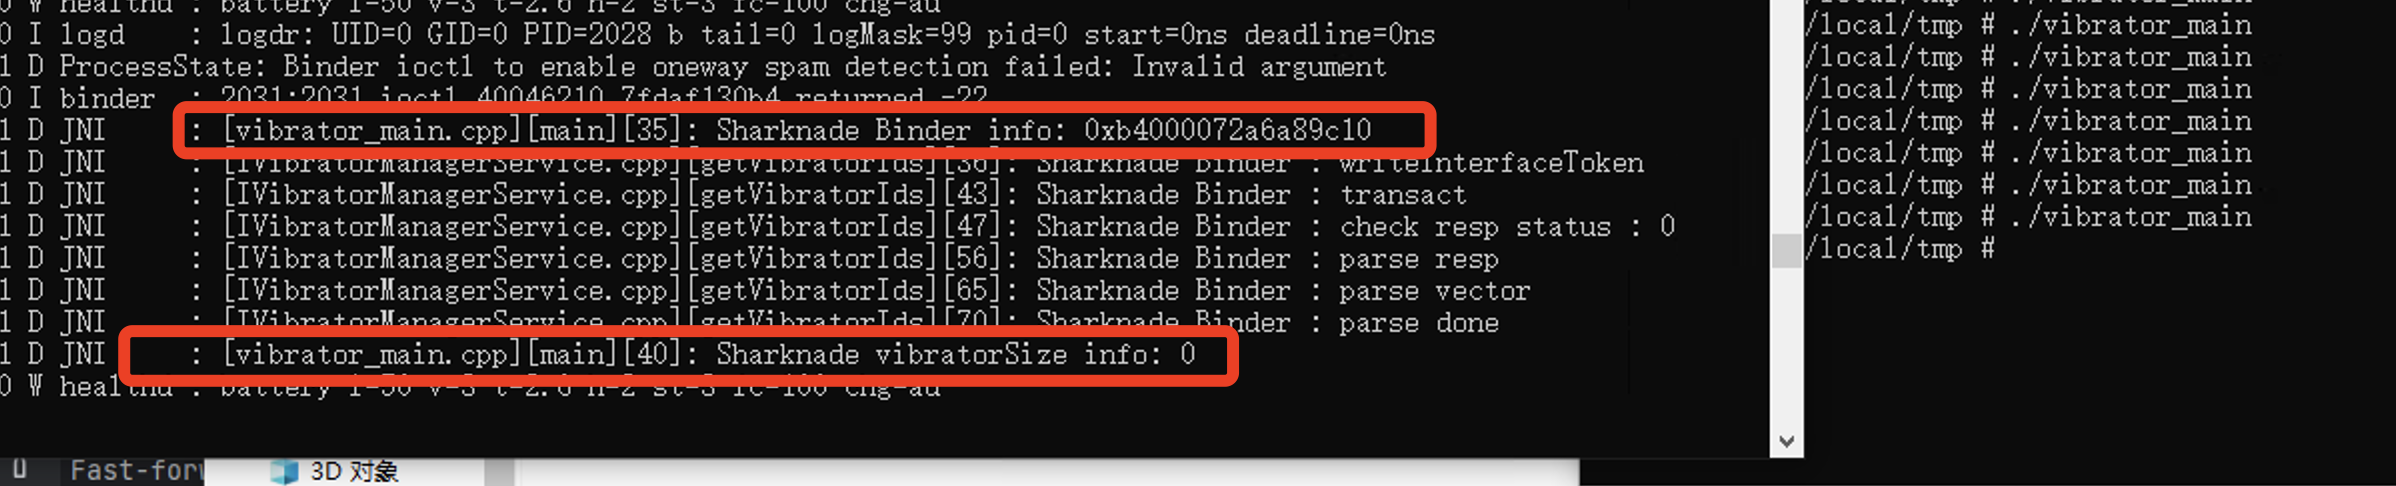 0 W healthd : battery l=50 v=3 t=2.6 h=2 st=3 fc=100 chg=au
0 I logd : logdr: UID=0 GID=0 PID=2028 b tail=0 logMask=99 pid=0 start=0ns deadline=0ns
1 D ProcessState: Binder ioctl to enable oneway spam detection failed: Invalid argument
0 I binder : 2031:2031 ioctl 40046210 7fdaf130b4 returned -22
1 D JNI : [vibrator_main.cpp][main][35]: Sharknade Binder info: 0xb4000072a6a89c10
1 D JNI : [IVibratorManagerService.cpp][getVibratorIds][36]: Sharknade Binder : writeInterfaceToken
1 D JNI : [IVibratorManagerService.cpp][getVibratorIds][43]: Sharknade Binder : transact
1 D JNI : [IVibratorManagerService.cpp][getVibratorIds][47]: Sharknade Binder : check resp status : 0
1 D JNI : [IVibratorManagerService.cpp][getVibratorIds][56]: Sharknade Binder : parse resp
1 D JNI : [IVibratorManagerService.cpp][getVibratorIds][65]: Sharknade Binder : parse vector
1 D JNI : [IVibratorManagerService.cpp][getVibratorIds][70]: Sharknade Binder : parse done
1 D JNI : [vibrator_main.cpp][main][40]: Sharknade vibratorSize info: 0
0 W healthd : battery l=50 v=3 t=2.6 h=2 st=3 fc=100 chg=au
/local/tmp # ./vibrator_main
/local/tmp # ./vibrator_main
/local/tmp # ./vibrator_main
/local/tmp # ./vibrator_main
/local/tmp # ./vibrator_main
/local/tmp # ./vibrator_main
/local/tmp # ./vibrator_main
/local/tmp # ./vibrator_main
/local/tmp #
Fast-forw
3D 对象